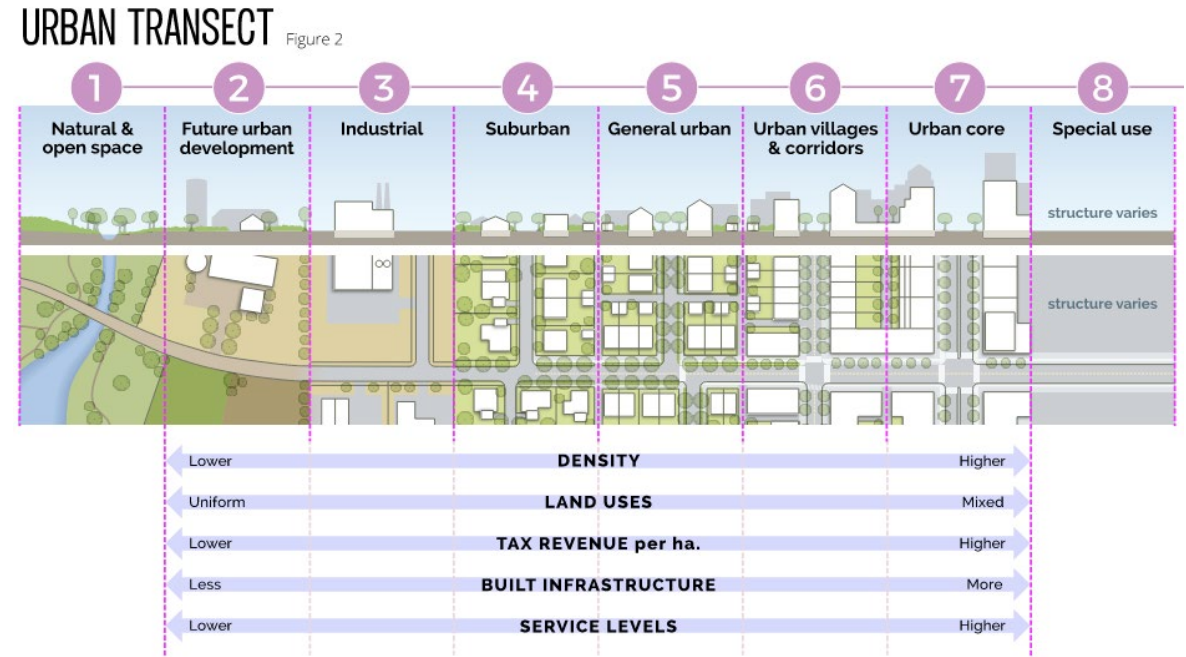 URBAN TRANSECT Figure 2
1 2 3 4 5 6 7 8
Natural &
open space
Future urban
development
Industrial
Suburban
General urban
Urban villages
& corridors
Urban core
Special use
structure varies
structure varies
Lower DENSITY Higher
Uniform LAND USES Mixed
Lower TAX REVENUE per ha. Higher
Less BUILT INFRASTRUCTURE More
Lower SERVICE LEVELS Higher